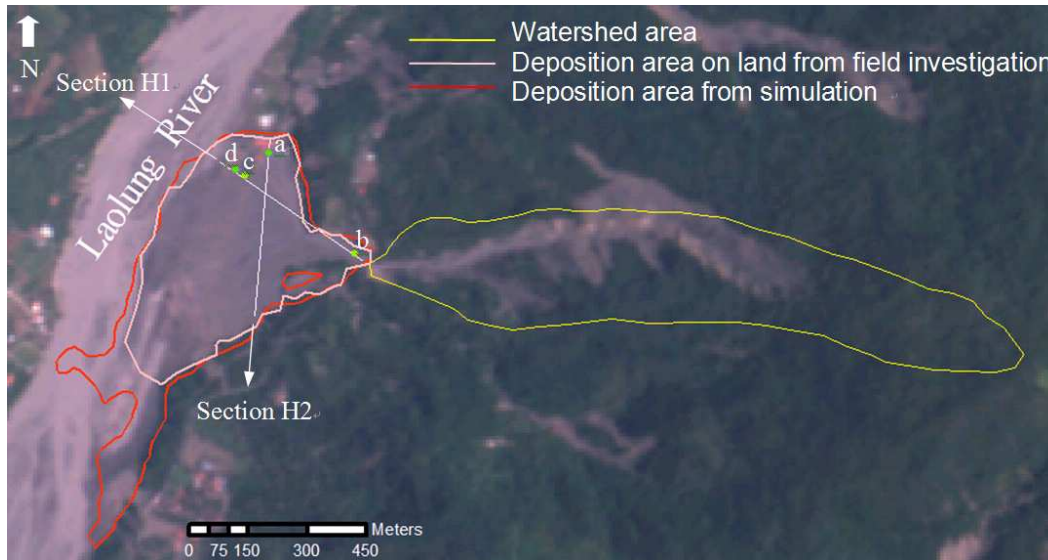 N
Watershed area
Deposition area on land from field investigation
Deposition area from simulation
Section H1
Laolung River
a
d
c
b
Section H2
Meters
0 75 150 300 450